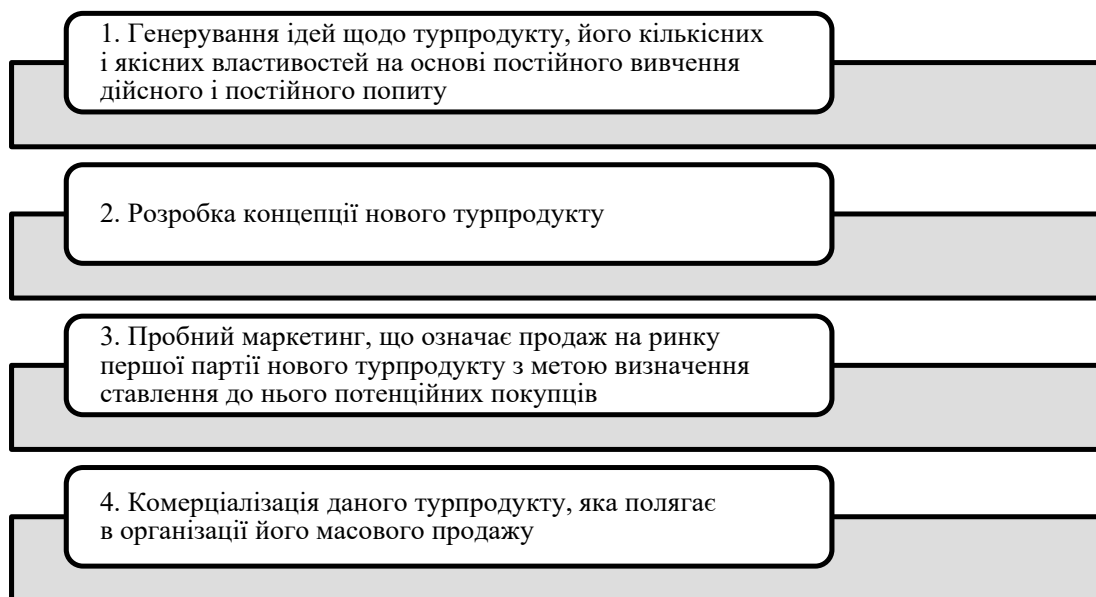 1. Генерування ідей щодо турпродукту, його кількісних
і якісних властивостей на основі постійного вивчення
дійсного і постійного попиту
2. Розробка концепції нового турпродукту
3. Пробний маркетинг, що означає продаж на ринку
першої партії нового турпродукту з метою визначення
ставлення до нього потенційних покупців
4. Комерціалізація даного турпродукту, яка полягає
в організації його масового продажу